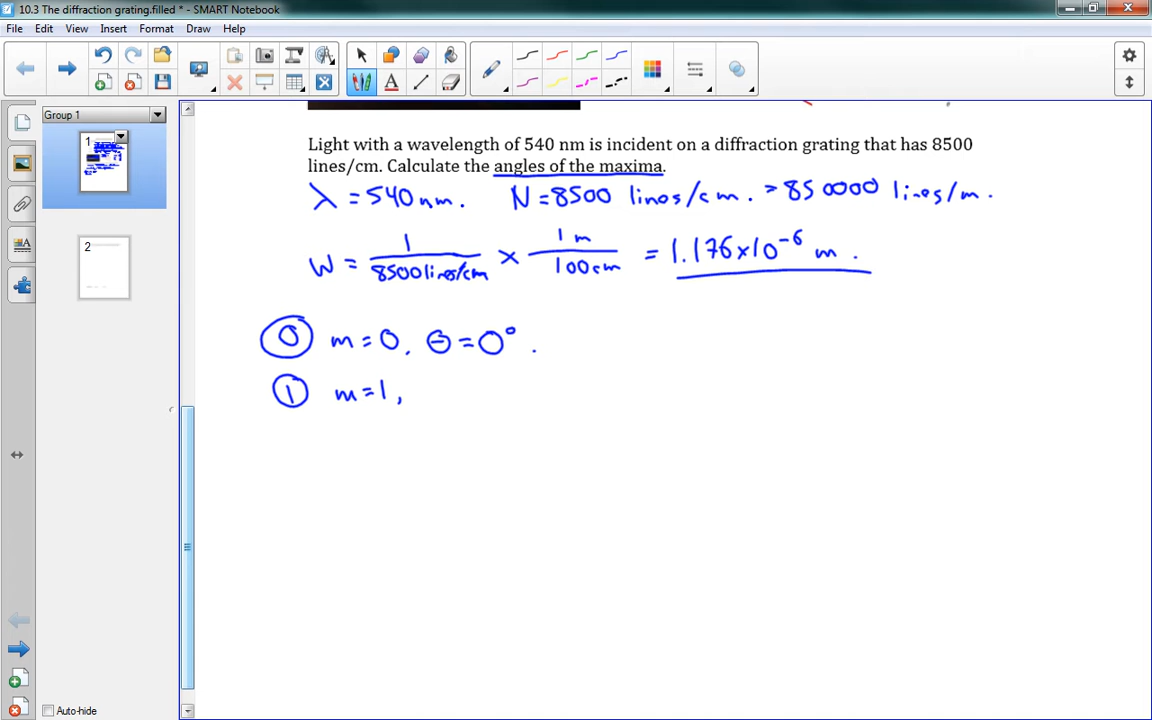 10.3 The diffraction grating.filled * - SMART Notebook
File Edit View Insert Format Draw Help
Group 1
1
2
Light with a wavelength of 540 nm is incident on a diffraction grating that has 8500
lines/cm. Calculate the angles of the maxima.
λ = 540 nm. N = 8500 lines/cm. = 850000 lines/m.
W = 1 / 8500 lines/cm × 1 m / 100 cm = 1.176 × 10⁻⁶ m.
0 m = 0, θ = 0°.
1 m = 1,
Auto-hide